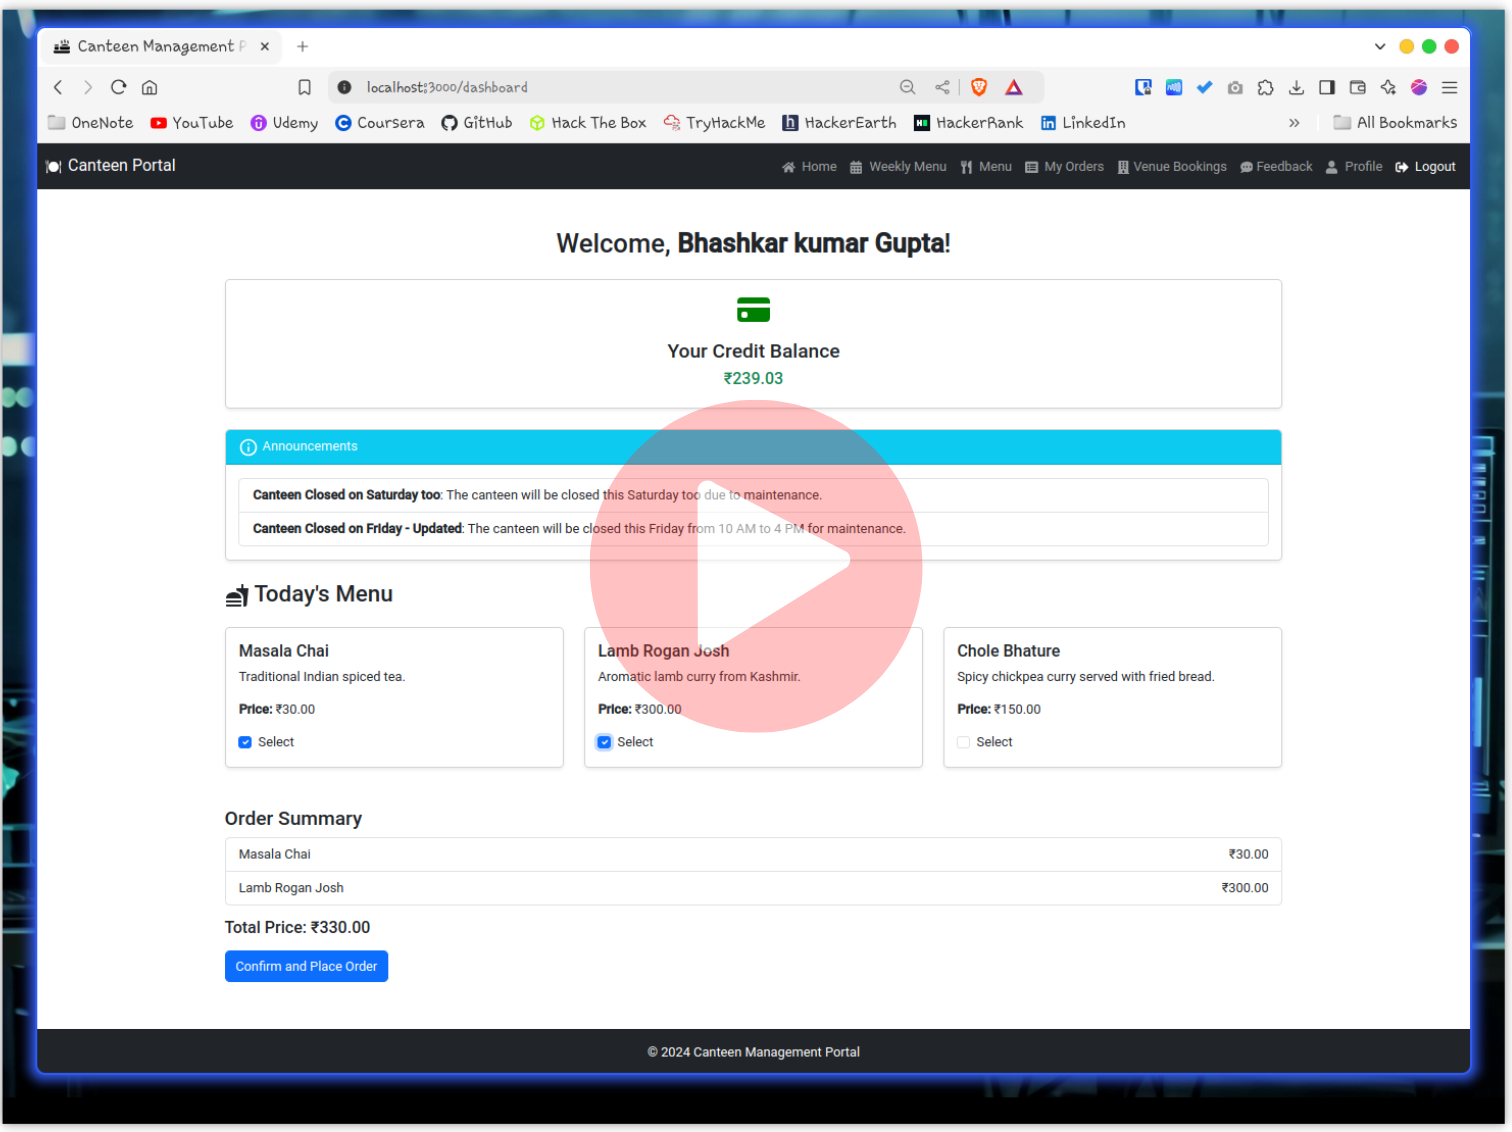 Canteen Management P
localhost:3000/dashboard
OneNote YouTube Udemy Coursera GitHub Hack The Box TryHackMe HackerEarth HackerRank LinkedIn All Bookmarks
Canteen Portal Home Weekly Menu Menu My Orders Venue Bookings Feedback Profile Logout
Welcome, Bhashkar kumar Gupta!
Your Credit Balance
₹239.03
Announcements
Canteen Closed on Saturday too: The canteen will be closed this Saturday too due to maintenance.
Canteen Closed on Friday - Updated: The canteen will be closed this Friday from 10 AM to 4 PM for maintenance.
Today's Menu
Masala Chai
Traditional Indian spiced tea.
Price: ₹30.00
Select
Lamb Rogan Josh
Aromatic lamb curry from Kashmir.
Price: ₹300.00
Select
Chole Bhature
Spicy chickpea curry served with fried bread.
Price: ₹150.00
Select
Order Summary
Masala Chai ₹30.00
Lamb Rogan Josh ₹300.00
Total Price: ₹330.00
Confirm and Place Order
© 2024 Canteen Management Portal